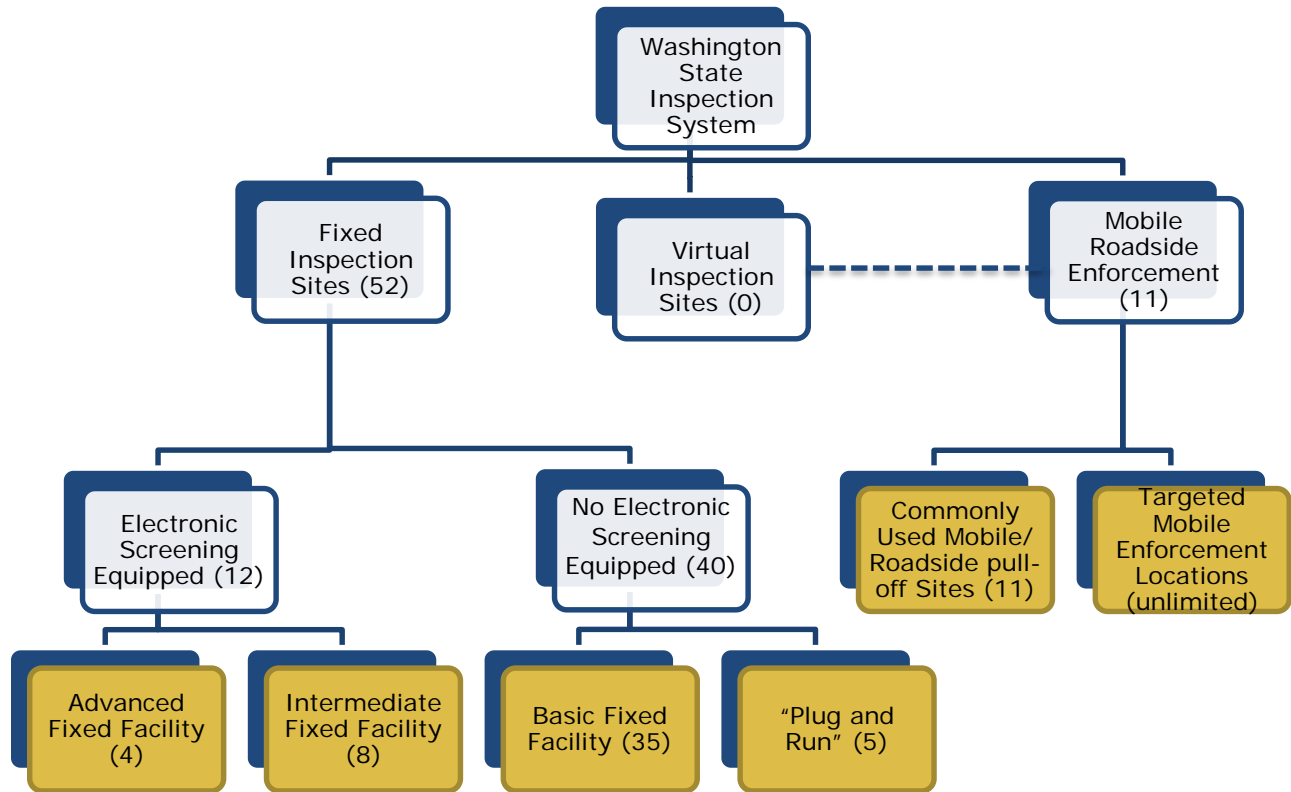 Washington
State
Inspection
System
Fixed
Inspection
Sites (52)
Virtual
Inspection
Sites (0)
Mobile
Roadside
Enforcement
(11)
Electronic
Screening
Equipped (12)
No Electronic
Screening
Equipped (40)
Commonly
Used Mobile/
Roadside pull-
off Sites (11)
Targeted
Mobile
Enforcement
Locations
(unlimited)
Advanced
Fixed Facility
(4)
Intermediate
Fixed Facility
(8)
Basic Fixed
Facility (35)
“Plug and
Run” (5)